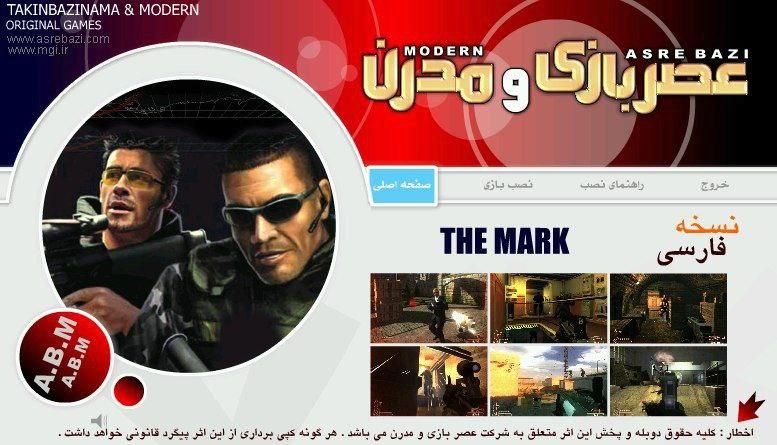 TAKINBAZINAMA & MODERN
ORIGINAL GAMES
www.asrebazi.com
www.mgi.ir
MODERN
ASRE BAZI
عصر بازی و مدرن
صفحه اصلی
نصب بازی
راهنمای نصب
خروج
THE MARK
نسخه
فارسی
A.B.M
A.B.M
اخطار : کلیه حقوق دوبله و پخش این اثر متعلق به شرکت عصر بازی و مدرن می باشد . هر گونه کپی برداری از این اثر پیگرد قانونی خواهد داشت .